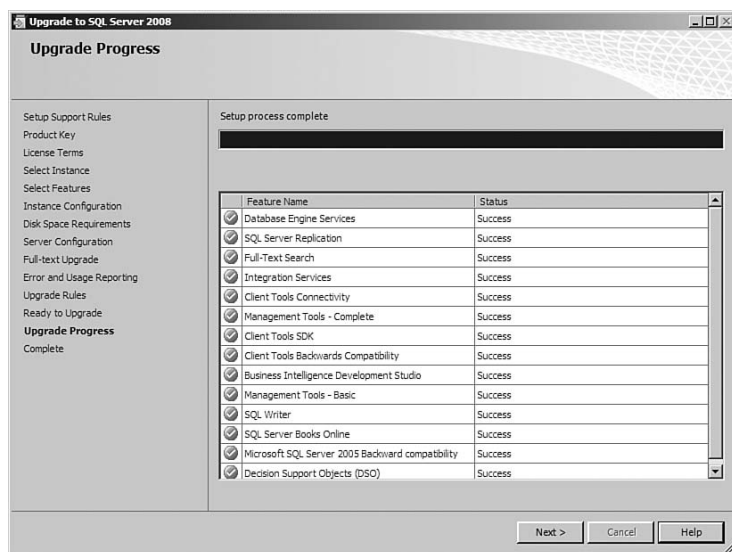 Upgrade to SQL Server 2008
Upgrade Progress
Setup Support Rules
Product Key
License Terms
Select Instance
Select Features
Instance Configuration
Disk Space Requirements
Server Configuration
Full-text Upgrade
Error and Usage Reporting
Upgrade Rules
Ready to Upgrade
Upgrade Progress
Complete
Setup process complete
Feature Name Status
Database Engine Services Success
SQL Server Replication Success
Full-Text Search Success
Integration Services Success
Client Tools Connectivity Success
Management Tools - Complete Success
Client Tools SDK Success
Client Tools Backwards Compatibility Success
Business Intelligence Development Studio Success
Management Tools - Basic Success
SQL Writer Success
SQL Server Books Online Success
Microsoft SQL Server 2005 Backward compatibility Success
Decision Support Objects (DSO) Success
Next > Cancel Help